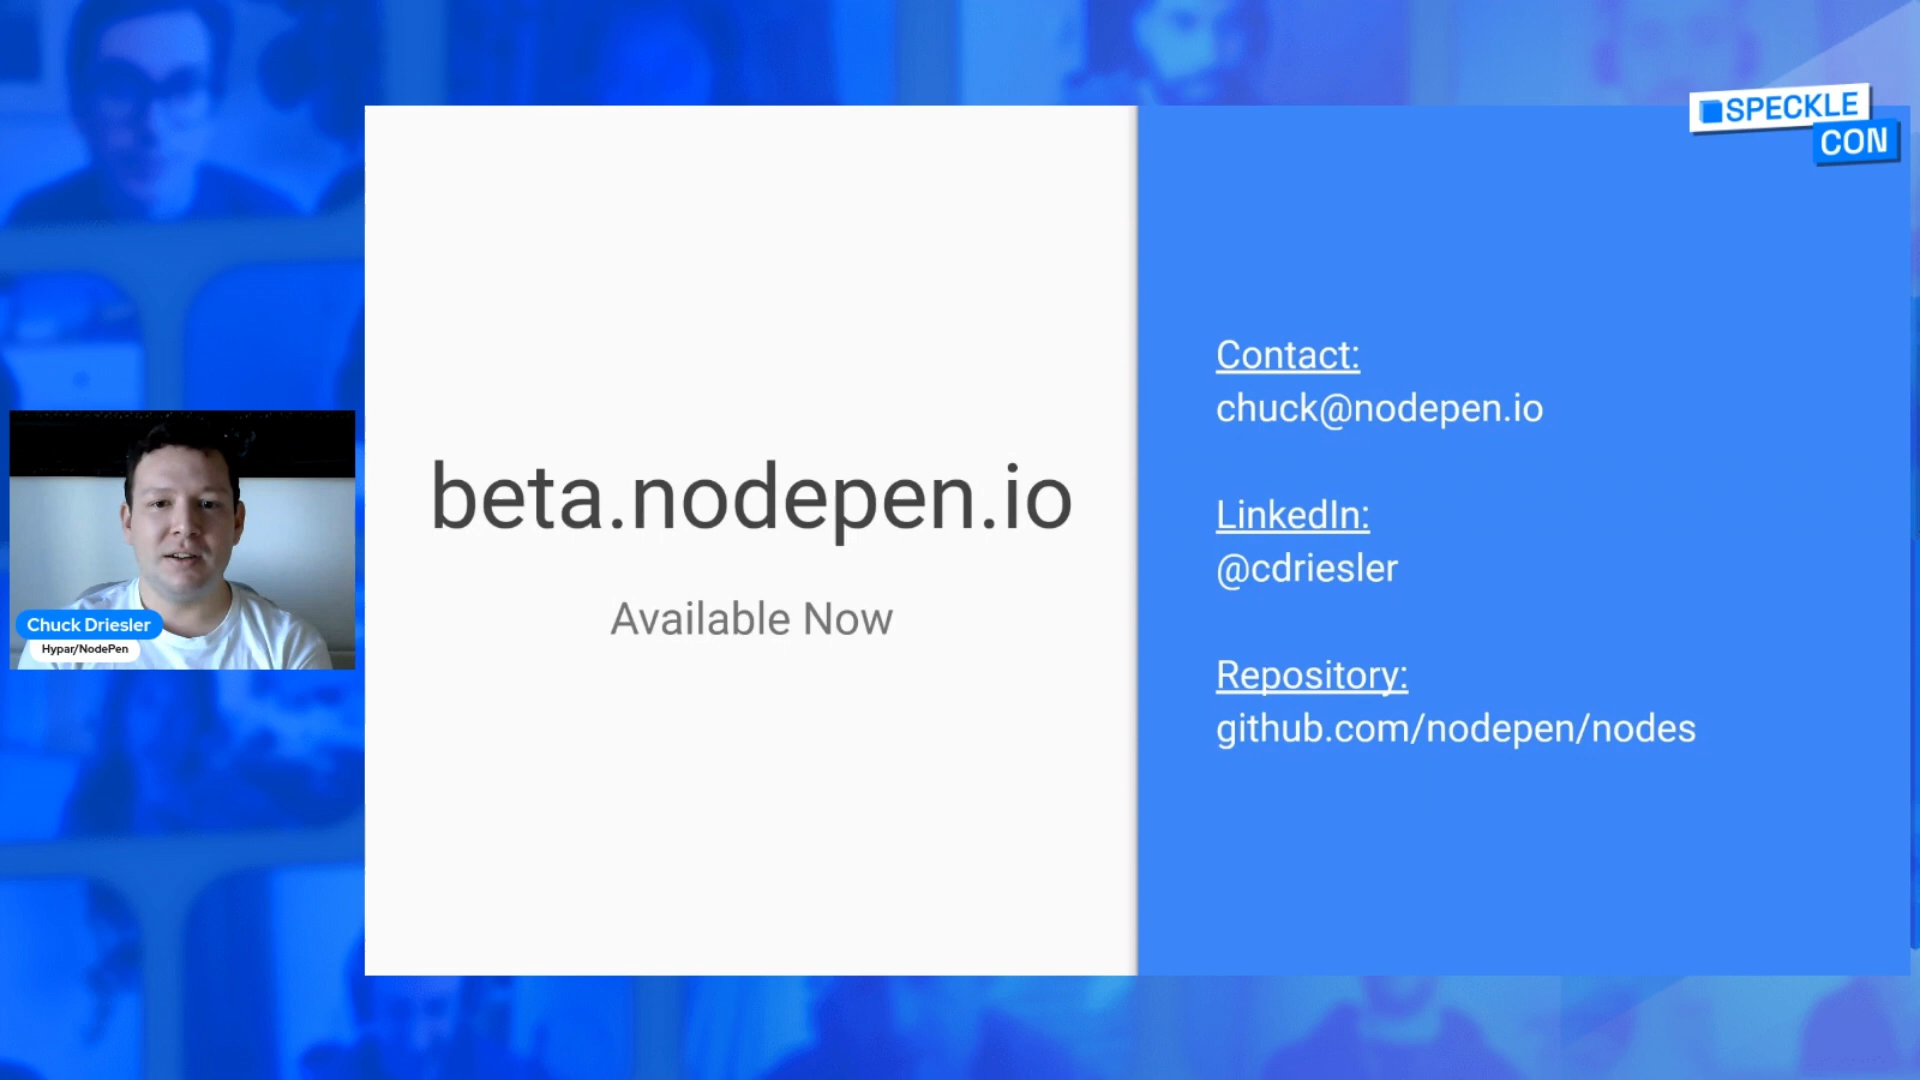 SPECKLE
CON
beta.nodepen.io
Available Now
Contact:
chuck@nodepen.io
LinkedIn:
@cdriesler
Repository:
github.com/nodepen/nodes
Chuck Driesler
Hypar/NodePen